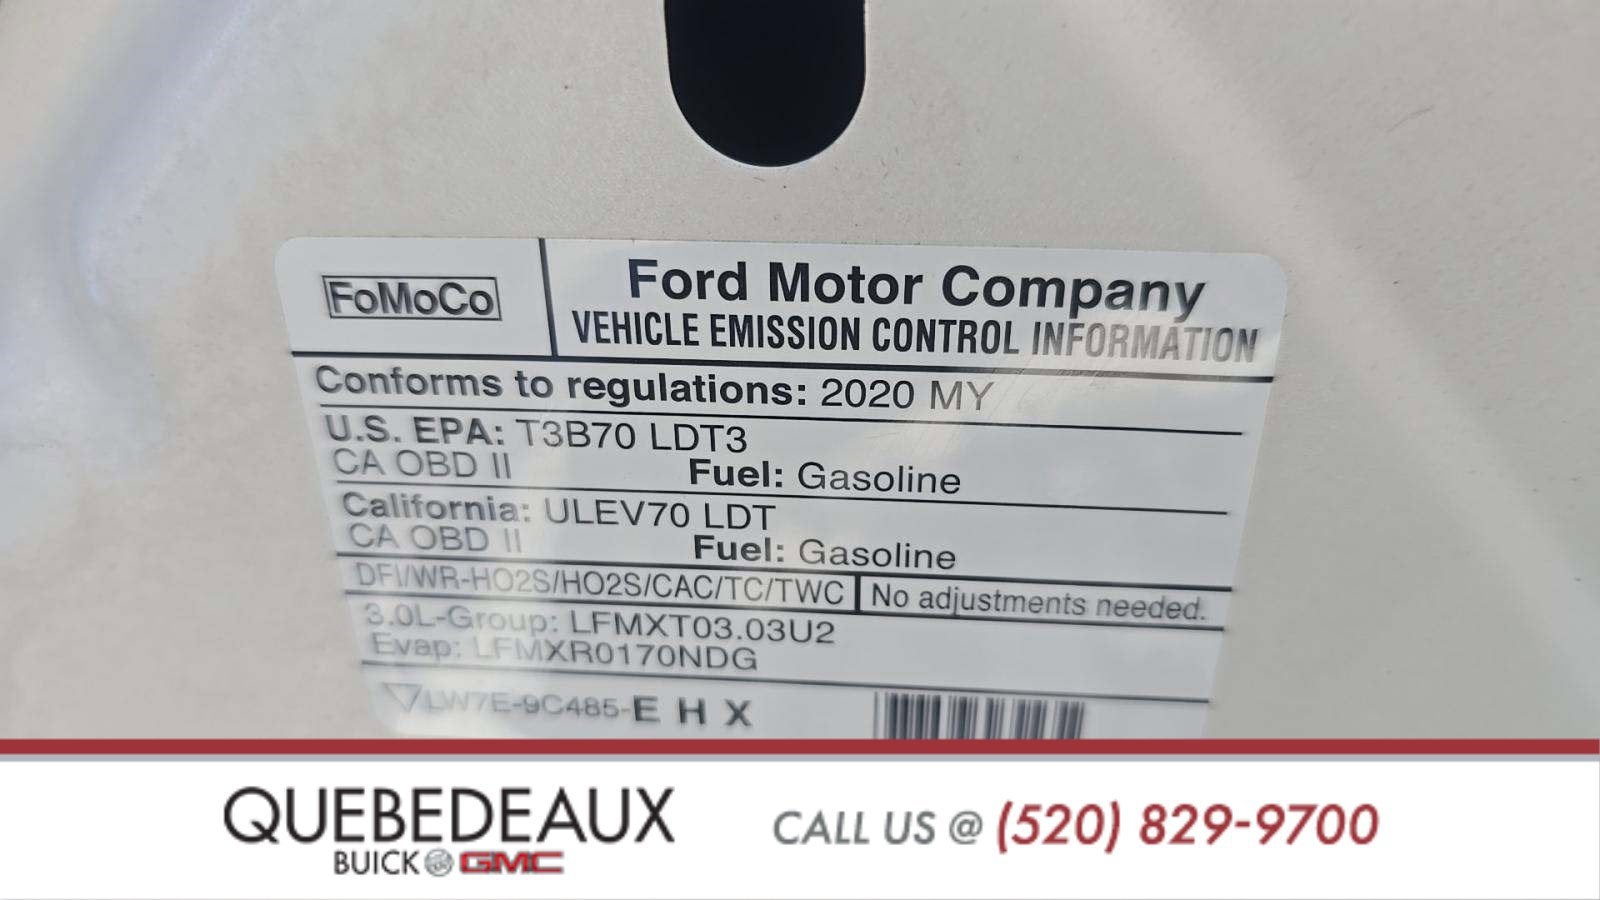 FoMoCo
Ford Motor Company
VEHICLE EMISSION CONTROL INFORMATION
Conforms to regulations: 2020 MY
U.S. EPA: T3B70 LDT3
CA OBD II Fuel: Gasoline
California: ULEV70 LDT
CA OBD II Fuel: Gasoline
DFI/WR-HO2S/HO2S/CAC/TC/TWC No adjustments needed.
3.0L-Group: LFMXT03.03U2
Evap: LFMXR0170NDG
LW7E-9C485-E H X
QUEBEDEAUX
BUICK GMC
CALL US @ (520) 829-9700